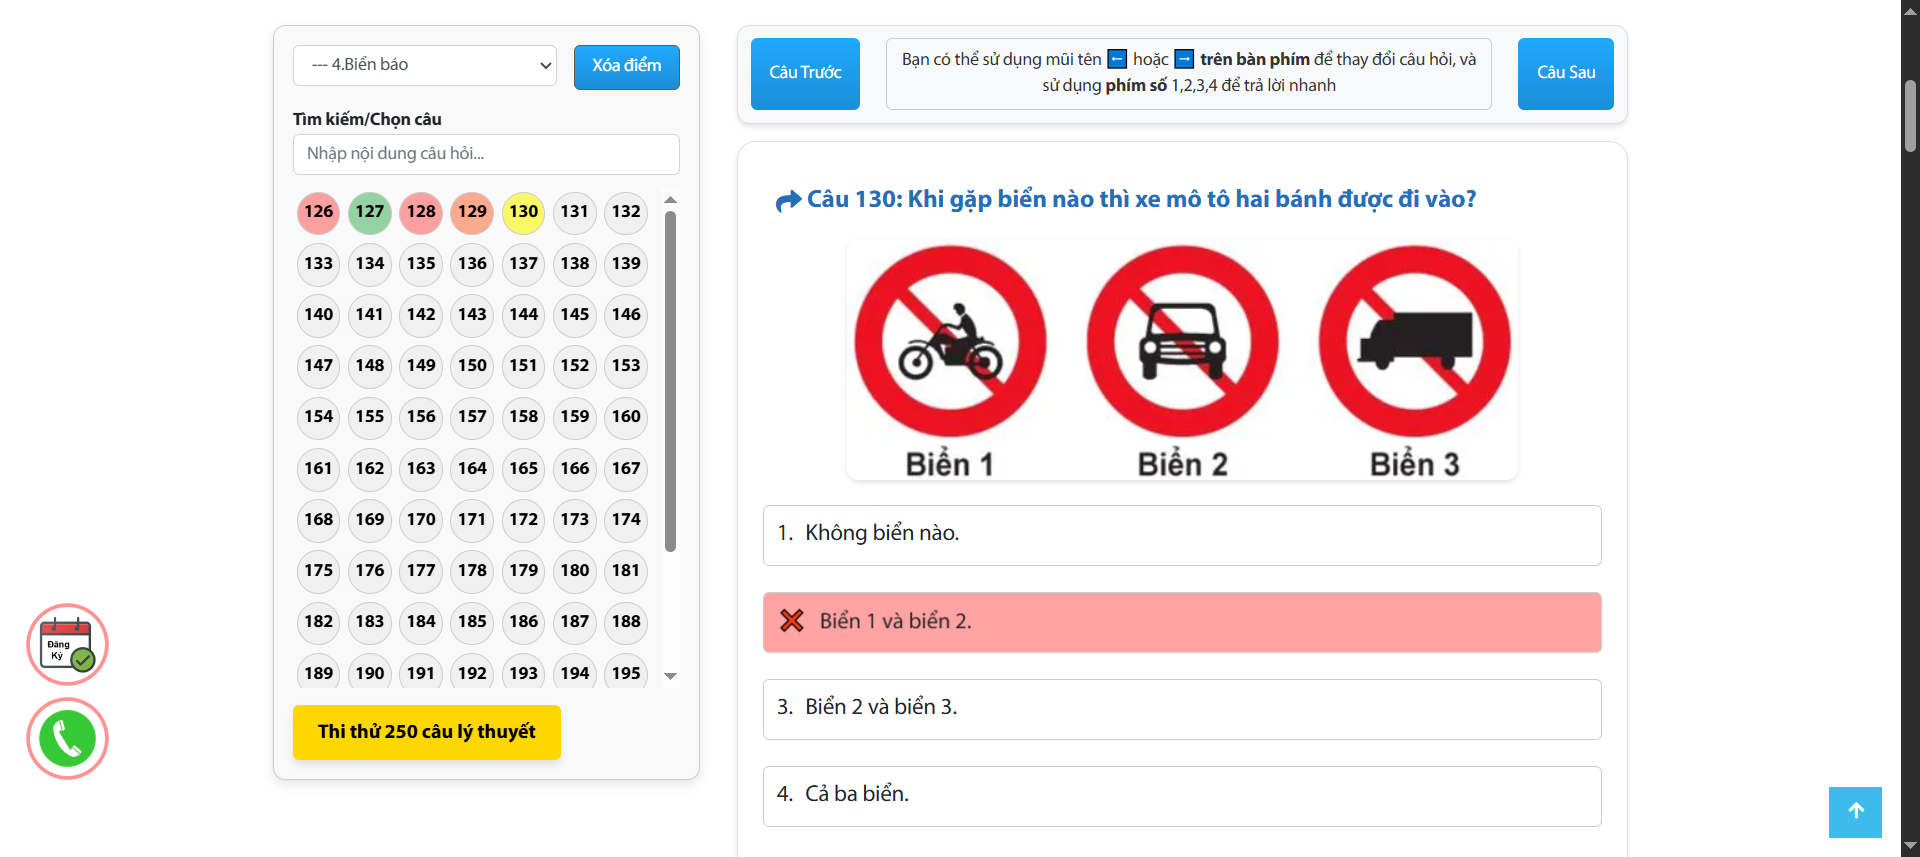 --- 4.Biển báo
Xóa điểm
Tìm kiếm/Chọn câu
Nhập nội dung câu hỏi...
126 127 128 129 130 131 132
133 134 135 136 137 138 139
140 141 142 143 144 145 146
147 148 149 150 151 152 153
154 155 156 157 158 159 160
161 162 163 164 165 166 167
168 169 170 171 172 173 174
175 176 177 178 179 180 181
182 183 184 185 186 187 188
189 190 191 192 193 194 195
Thi thử 250 câu lý thuyết
Đăng
Ký
Câu Trước
Bạn có thể sử dụng mũi tên ← hoặc → trên bàn phím để thay đổi câu hỏi, và
sử dụng phím số 1,2,3,4 để trả lời nhanh
Câu Sau
Câu 130: Khi gặp biển nào thì xe mô tô hai bánh được đi vào?
Biển 1 Biển 2 Biển 3
1. Không biển nào.
Biển 1 và biển 2.
3. Biển 2 và biển 3.
4. Cả ba biển.